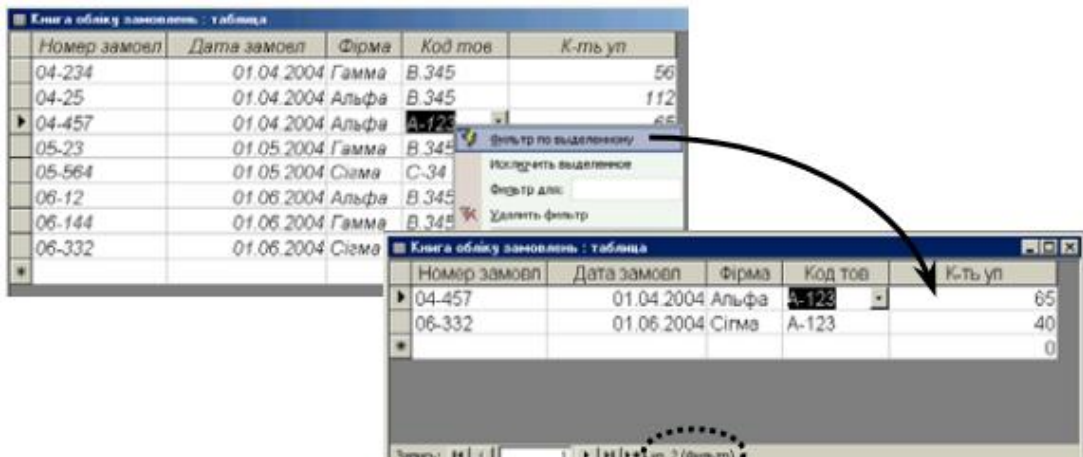 Книга обліку замовлень : таблица
Номер замовл Дата замовл Фірма Код тов К-ть уп
04-234 01.04.2004 Гамма В.345 56
04-25 01.04.2004 Альфа В.345 112
04-457 01.04.2004 Альфа А-123 65
05-23 01.05.2004 Гамма В.345
05-564 01.05.2004 Сігма С-34
06-12 01.06.2004 Альфа В.345
06-144 01.06.2004 Гамма В.345
06-332 01.06.2004 Сігма
Фильтр по выделенному
Исключить выделенное
Фильтр для:
Удалить фильтр
Книга обліку замовлень : таблица
Номер замовл Дата замовл Фірма Код тов К-ть уп
04-457 01.04.2004 Альфа А-123 65
06-332 01.06.2004 Сігма А-123 40
0
Запись: 1 из 2 (Фильтр)